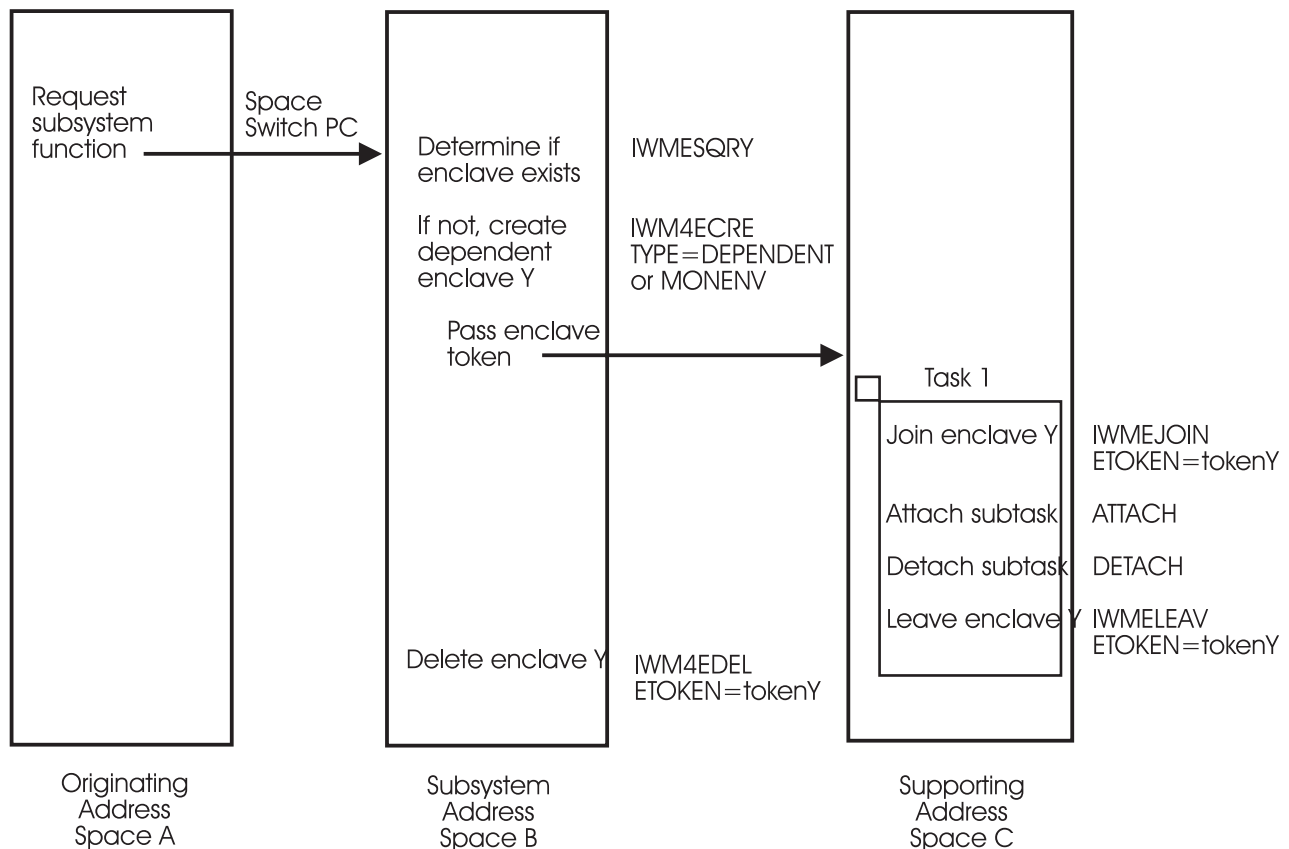 Request
subsystem
function
Space
Switch PC
Determine if
enclave exists
IWMESQRY
If not, create
dependent
enclave Y
IWM4ECRE
TYPE=DEPENDENT
or MONENV
Pass enclave
token
Task 1
Join enclave Y
IWMEJOIN
ETOKEN=tokenY
Attach subtask
ATTACH
Detach subtask
DETACH
Leave enclave Y
IWMELEAV
ETOKEN=tokenY
Delete enclave Y
IWM4EDEL
ETOKEN=tokenY
Originating
Address
Space A
Subsystem
Address
Space B
Supporting
Address
Space C